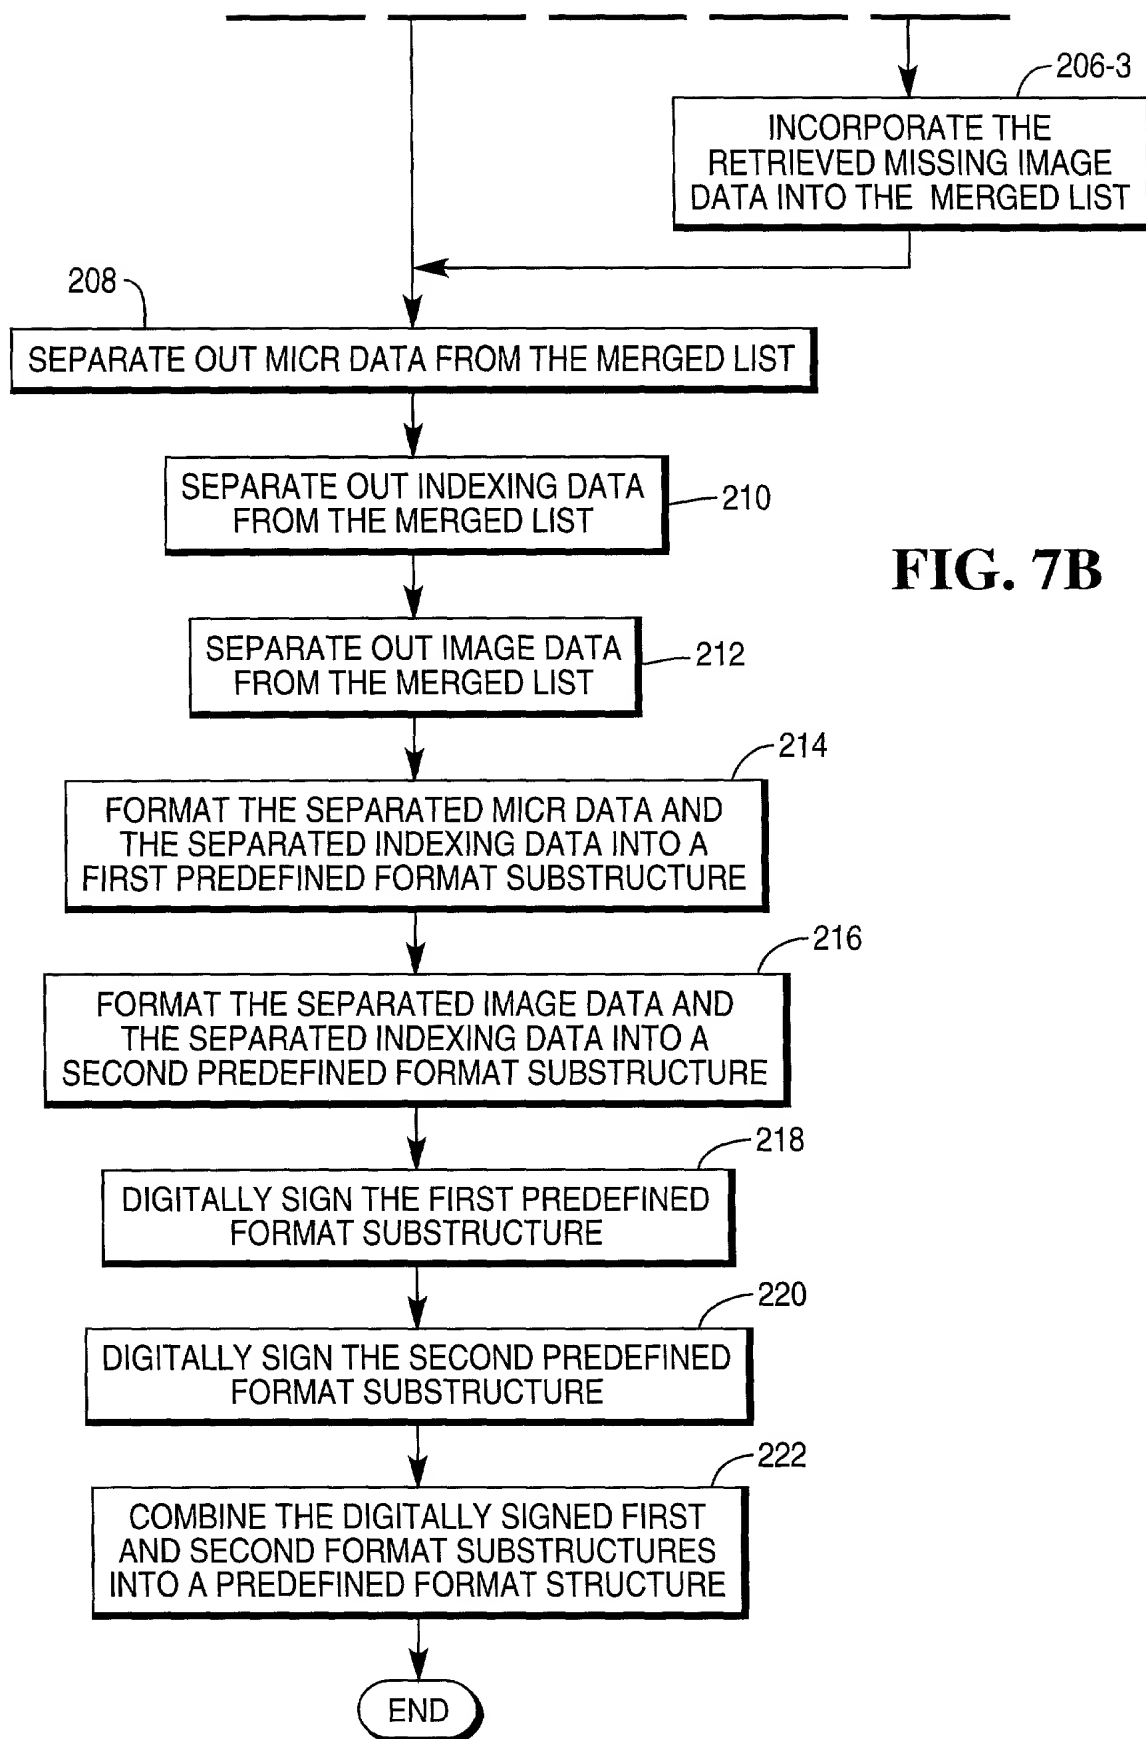 206-3
INCORPORATE THE
RETRIEVED MISSING IMAGE
DATA INTO THE MERGED LIST
208
SEPARATE OUT MICR DATA FROM THE MERGED LIST
SEPARATE OUT INDEXING DATA
FROM THE MERGED LIST
210
FIG. 7B
SEPARATE OUT IMAGE DATA
FROM THE MERGED LIST
212
214
FORMAT THE SEPARATED MICR DATA AND
THE SEPARATED INDEXING DATA INTO A
FIRST PREDEFINED FORMAT SUBSTRUCTURE
216
FORMAT THE SEPARATED IMAGE DATA AND
THE SEPARATED INDEXING DATA INTO A
SECOND PREDEFINED FORMAT SUBSTRUCTURE
218
DIGITALLY SIGN THE FIRST PREDEFINED
FORMAT SUBSTRUCTURE
220
DIGITALLY SIGN THE SECOND PREDEFINED
FORMAT SUBSTRUCTURE
222
COMBINE THE DIGITALLY SIGNED FIRST
AND SECOND FORMAT SUBSTRUCTURES
INTO A PREDEFINED FORMAT STRUCTURE
END